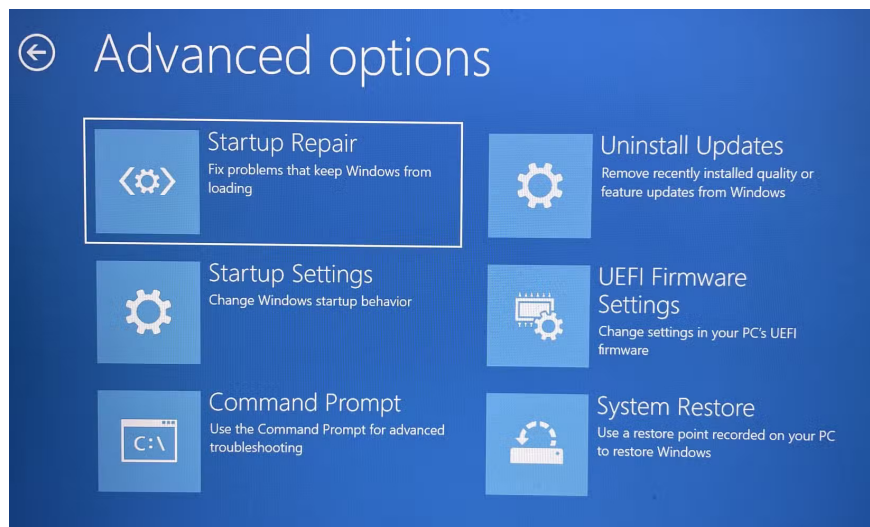 Advanced options
Startup Repair
Fix problems that keep Windows from
loading
Uninstall Updates
Remove recently installed quality or
feature updates from Windows
Startup Settings
Change Windows startup behavior
UEFI Firmware
Settings
Change settings in your PC's UEFI
firmware
Command Prompt
Use the Command Prompt for advanced
troubleshooting
C:\
System Restore
Use a restore point recorded on your PC
to restore Windows